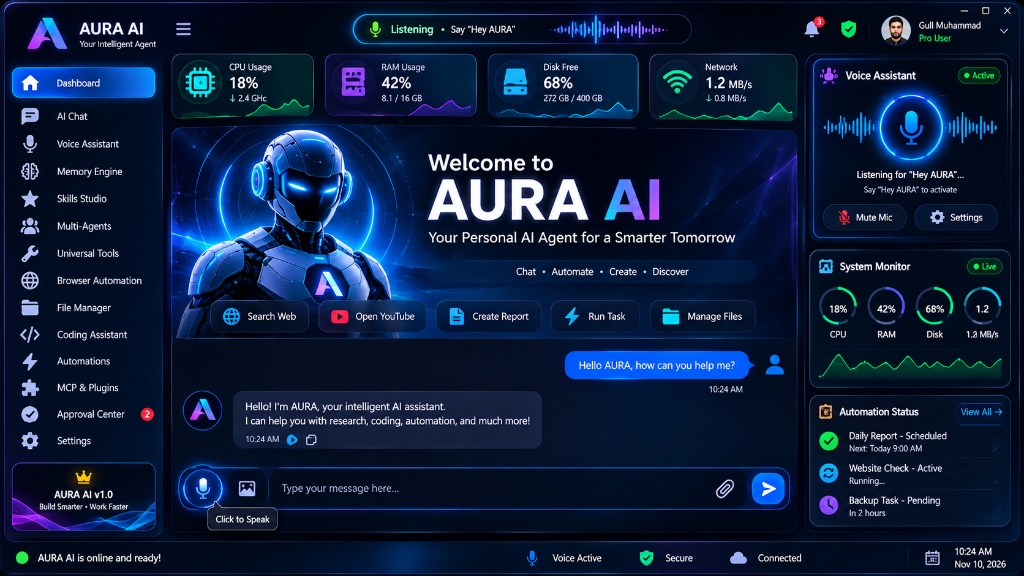 AURA AI
Your Intelligent Agent
Listening • Say "Hey AURA"
3
Gull Muhammad
Pro User
Dashboard
AI Chat
Voice Assistant
Memory Engine
Skills Studio
Multi-Agents
Universal Tools
Browser Automation
File Manager
Coding Assistant
Automations
MCP & Plugins
Approval Center 2
Settings
AURA AI v1.0
Build Smarter • Work Faster
CPU Usage
18%
↓ 2.4 GHz
RAM Usage
42%
8.1 / 16 GB
Disk Free
68%
272 GB / 400 GB
Network
1.2 MB/s
↓ 0.8 MB/s
Welcome to
AURA AI
Your Personal AI Agent for a Smarter Tomorrow
Chat • Automate • Create • Discover
A
Search Web
Open YouTube
Create Report
Run Task
Manage Files
Hello AURA, how can you help me?
10:24 AM
Hello! I'm AURA, your intelligent AI assistant.
I can help you with research, coding, automation, and much more!
10:24 AM
Type your message here...
Click to Speak
Voice Assistant
Active
Listening for "Hey AURA"...
Say "Hey AURA" to activate
Mute Mic
Settings
System Monitor
Live
18%
42%
68%
1.2
CPU
RAM
Disk
1.2 MB/s
Automation Status
View All →
Daily Report - Scheduled
Next: Today 9:00 AM
Website Check - Active
Running...
Backup Task - Pending
In 2 hours
AURA AI is online and ready!
Voice Active
Secure
Connected
10:24 AM
Nov 10, 2026